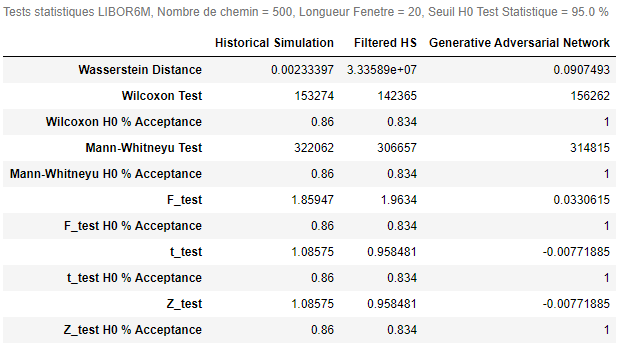 Tests statistiques LIBOR6M, Nombre de chemin = 500, Longueur Fenetre = 20, Seuil H0 Test Statistique = 95.0 %
Historical Simulation Filtered HS Generative Adversarial Network
Wasserstein Distance 0.00233397 3.33589e+07 0.0907493
Wilcoxon Test 153274 142365 156262
Wilcoxon H0 % Acceptance 0.86 0.834 1
Mann-Whitneyu Test 322062 306657 314815
Mann-Whitneyu H0 % Acceptance 0.86 0.834 1
F_test 1.85947 1.9634 0.0330615
F_test H0 % Acceptance 0.86 0.834 1
t_test 1.08575 0.958481 -0.00771885
t_test H0 % Acceptance 0.86 0.834 1
Z_test 1.08575 0.958481 -0.00771885
Z_test H0 % Acceptance 0.86 0.834 1